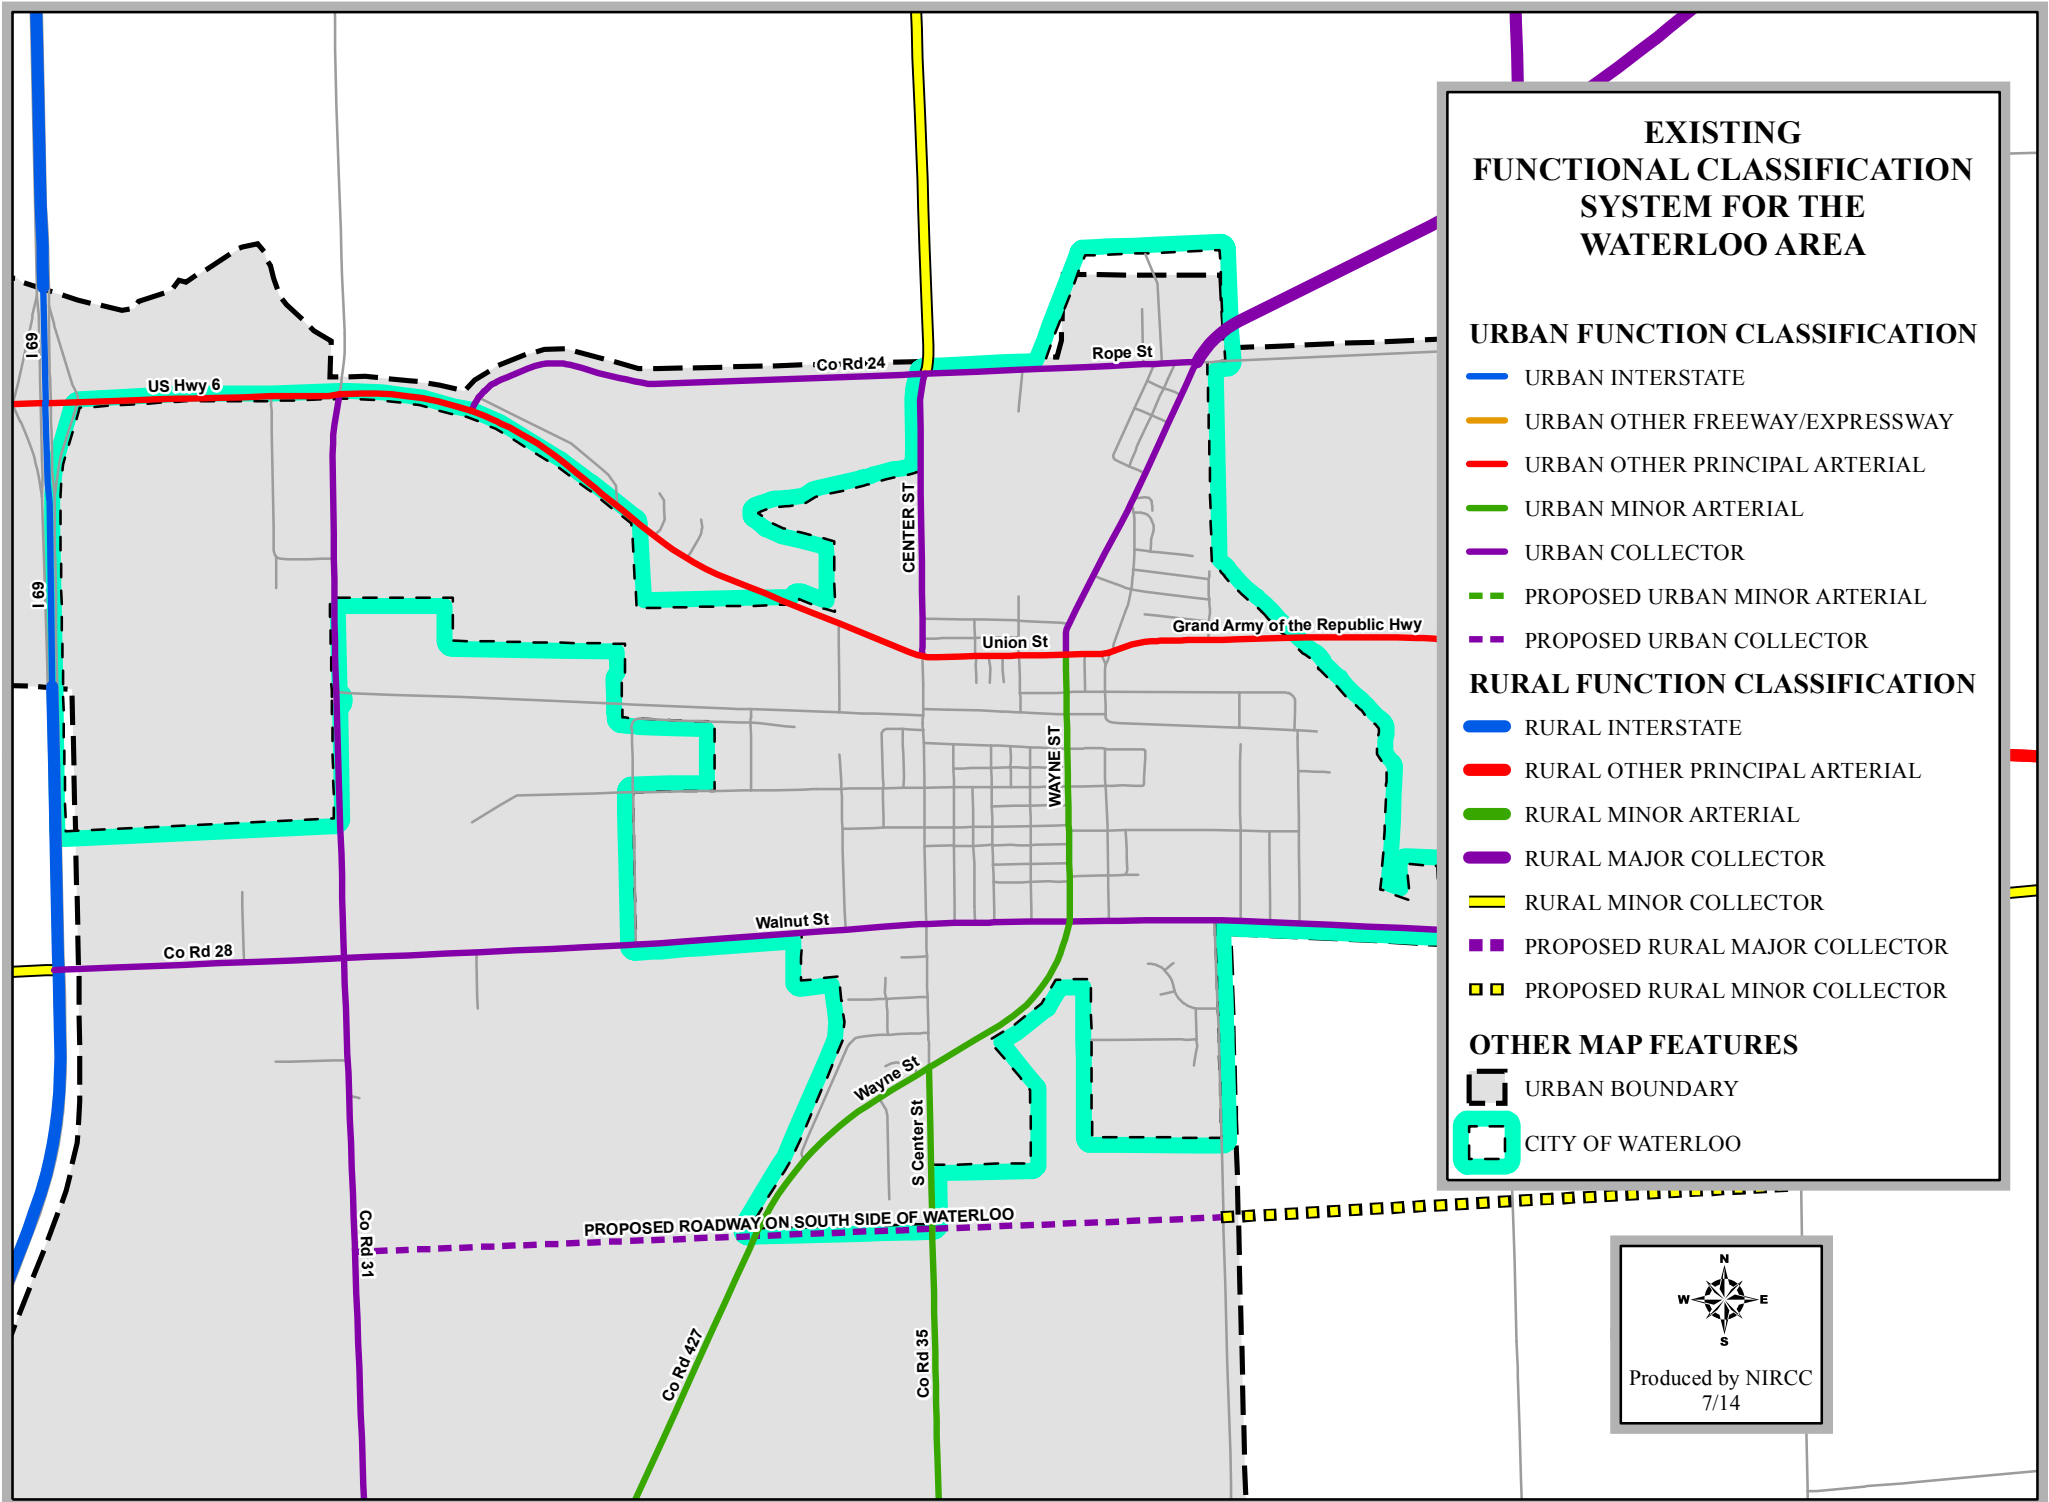 EXISTING
FUNCTIONAL CLASSIFICATION
SYSTEM FOR THE
WATERLOO AREA
URBAN FUNCTION CLASSIFICATION
URBAN INTERSTATE
URBAN OTHER FREEWAY/EXPRESSWAY
URBAN OTHER PRINCIPAL ARTERIAL
URBAN MINOR ARTERIAL
URBAN COLLECTOR
PROPOSED URBAN MINOR ARTERIAL
PROPOSED URBAN COLLECTOR
RURAL FUNCTION CLASSIFICATION
RURAL INTERSTATE
RURAL OTHER PRINCIPAL ARTERIAL
RURAL MINOR ARTERIAL
RURAL MAJOR COLLECTOR
RURAL MINOR COLLECTOR
PROPOSED RURAL MAJOR COLLECTOR
PROPOSED RURAL MINOR COLLECTOR
OTHER MAP FEATURES
URBAN BOUNDARY
CITY OF WATERLOO
I 69
US Hwy 6
Co Rd 24
Rope St
CENTER ST
I 69
Union St
Grand Army of the Republic Hwy
WAYNE ST
Walnut St
Co Rd 28
Wayne St
S Center St
PROPOSED ROADWAY ON SOUTH SIDE OF WATERLOO
Co Rd 31
Co Rd 427
Co Rd 35
N
W
E
S
Produced by NIRCC
7/14